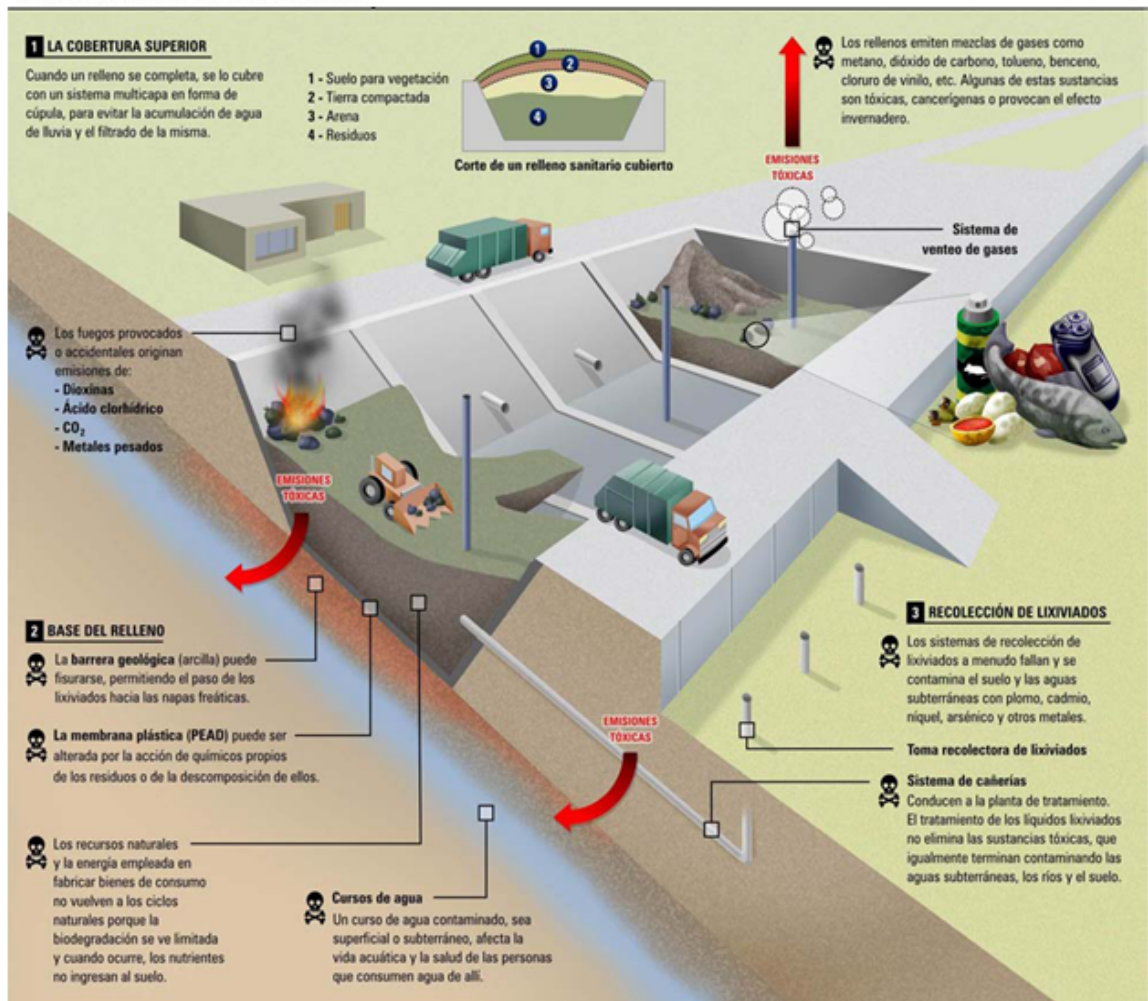 1 LA COBERTURA SUPERIOR
Cuando un relleno se completa, se lo cubre
con un sistema multicapa en forma de
cúpula, para evitar la acumulación de agua
de lluvia y el filtrado de la misma.
1 - Suelo para vegetación
2 - Tierra compactada
3 - Arena
4 - Residuos
1
2
3
4
Corte de un relleno sanitario cubierto
Los rellenos emiten mezclas de gases como
metano, dióxido de carbono, tolueno, benceno,
cloruro de vinilo, etc. Algunas de estas sustancias
son tóxicas, cancerígenas o provocan el efecto
invernadero.
EMISIONES
TÓXICAS
Sistema de
venteo de gases
Los fuegos provocados
o accidentales originan
emisiones de:
- Dioxinas
- Ácido clorhídrico
- CO₂
- Metales pesados
EMISIONES
TÓXICAS
2 BASE DEL RELLENO
La barrera geológica (arcilla) puede
fisurarse, permitiendo el paso de los
lixiviados hacia las napas freáticas.
La membrana plástica (PEAD) puede ser
alterada por la acción de químicos propios
de los residuos o de la descomposición de ellos.
Los recursos naturales
y la energía empleada en
fabricar bienes de consumo
no vuelven a los ciclos
naturales porque la
biodegradación se ve limitada
y cuando ocurre, los nutrientes
no ingresan al suelo.
EMISIONES
TÓXICAS
Cursos de agua
Un curso de agua contaminado, sea
superficial o subterráneo, afecta la
vida acuática y la salud de las personas
que consumen agua de allí.
3 RECOLECCIÓN DE LIXIVIADOS
Los sistemas de recolección de
lixiviados a menudo fallan y se
contamina el suelo y las aguas
subterráneas con plomo, cadmio,
níquel, arsénico y otros metales.
Toma recolectora de lixiviados
Sistema de cañerías
Conducen a la planta de tratamiento.
El tratamiento de los líquidos lixiviados
no elimina las sustancias tóxicas, que
igualmente terminan contaminando las
aguas subterráneas, los ríos y el suelo.